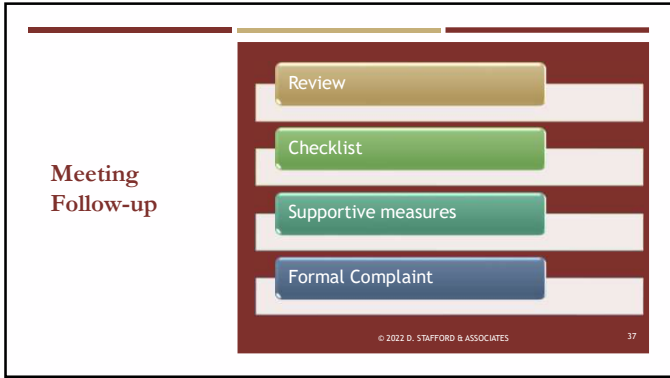 Meeting
Follow-up
Review
Checklist
Supportive measures
Formal Complaint
© 2022 D. STAFFORD & ASSOCIATES
37